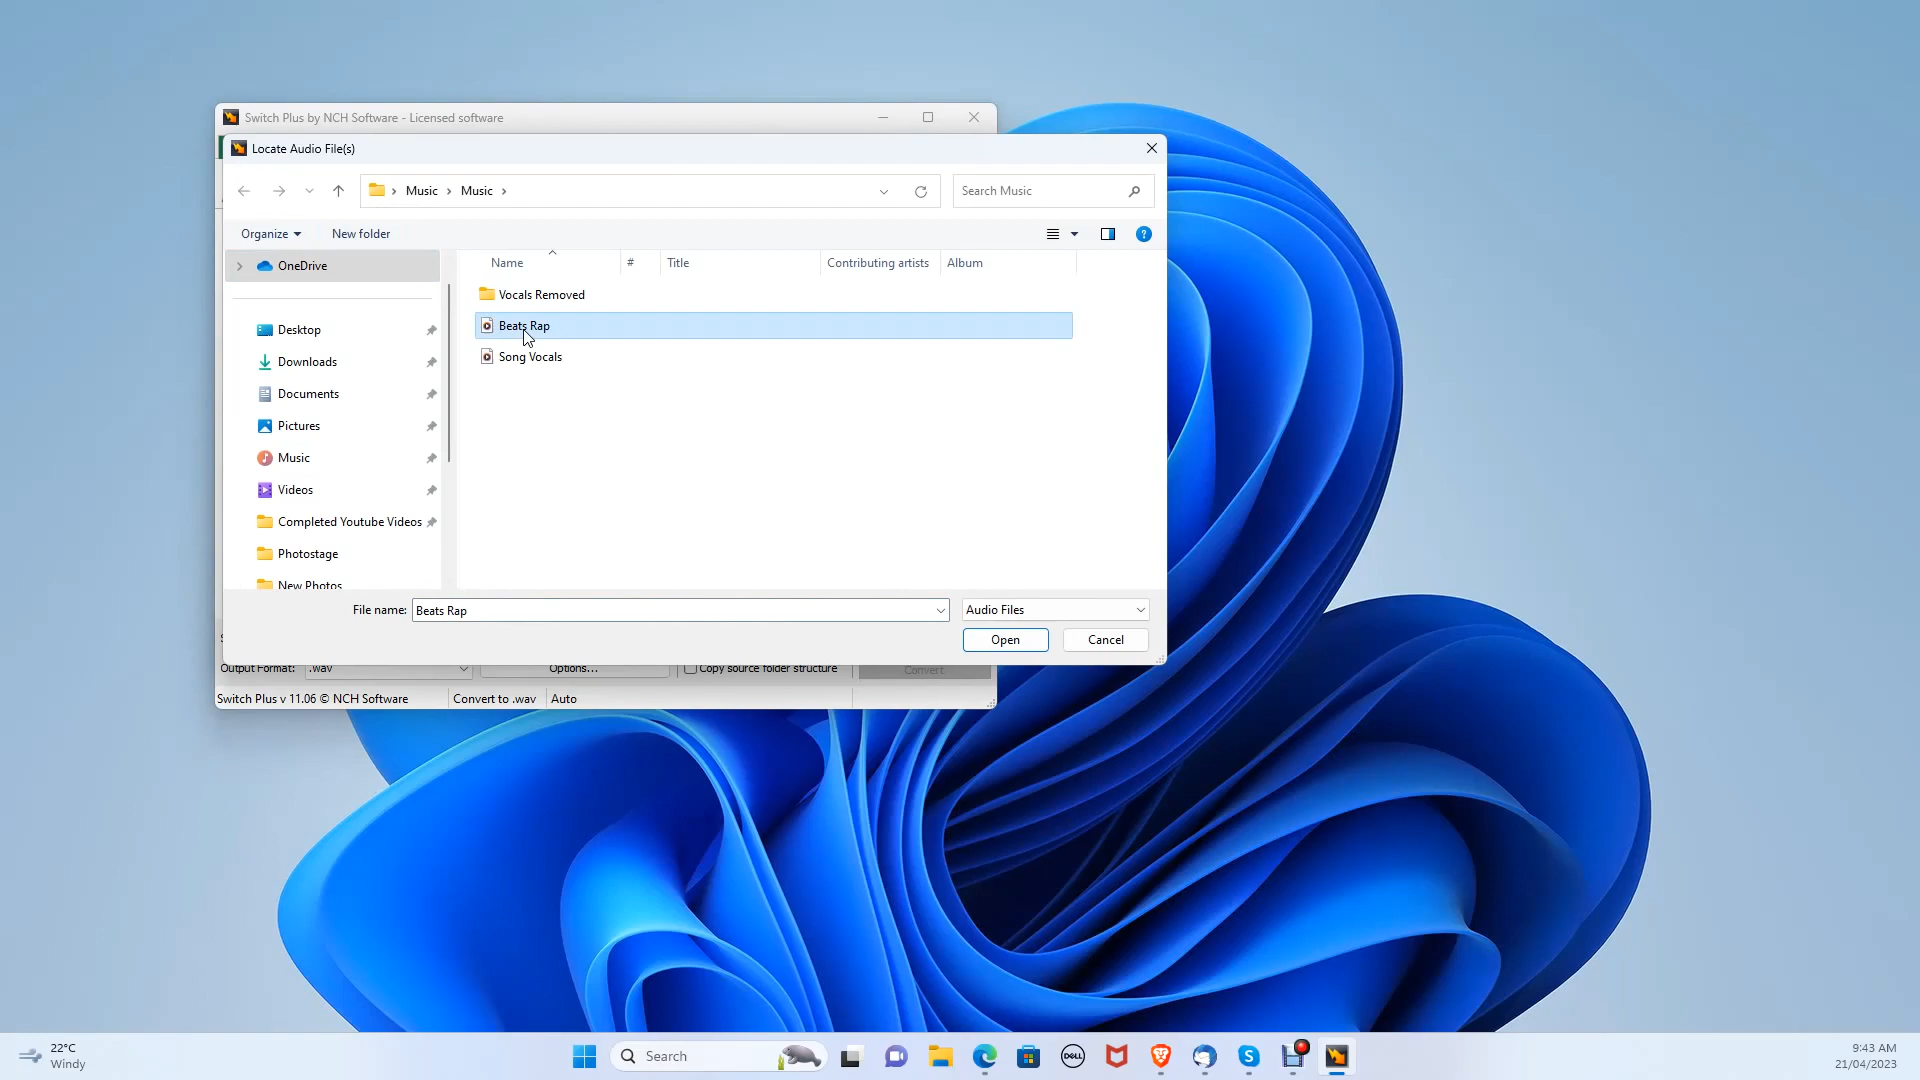 Switch Plus by NCH Software - Licensed software
Locate Audio File(s)
Music > Music >
Search Music
Organize
New folder
OneDrive
Desktop
Downloads
Documents
Pictures
Music
Videos
Completed Youtube Videos
Photostage
New Photos
Name
#
Title
Contributing artists
Album
Vocals Removed
Beats Rap
Song Vocals
File name:
Beats Rap
Audio Files
Open
Cancel
Output Format:
.wav
Options...
Copy source folder structure
Convert
Switch Plus v 11.06 © NCH Software
Convert to .wav
Auto
22°C
Windy
Search
DELL
9:43 AM
21/04/2023